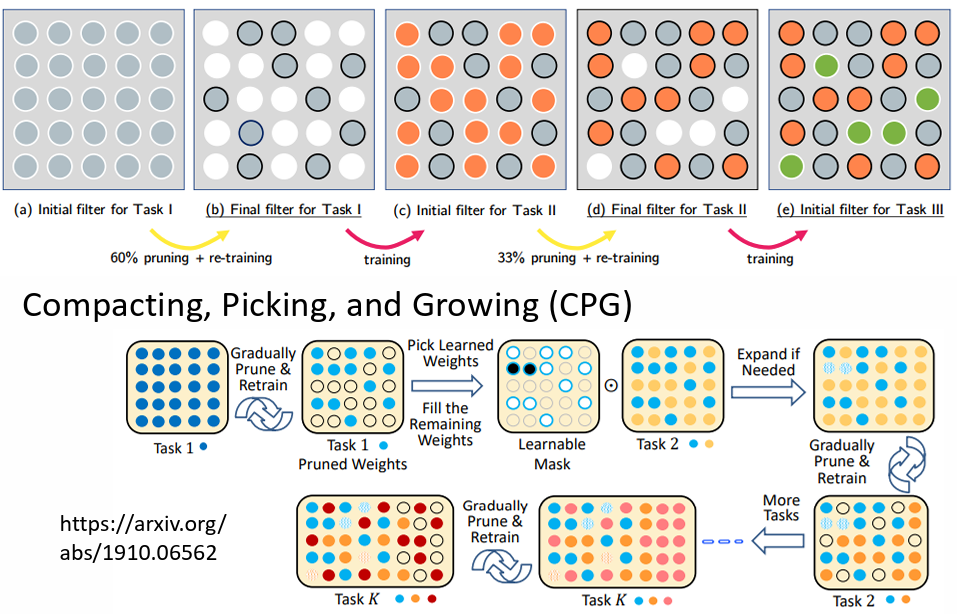 (a) Initial filter for Task I
(b) Final filter for Task I
(c) Initial filter for Task II
(d) Final filter for Task II
(e) Initial filter for Task III
60% pruning + re-training
training
33% pruning + re-training
training
Compacting, Picking, and Growing (CPG)
Task 1
Gradually
Prune &
Retrain
Task 1
Pruned Weights
Pick Learned
Weights
Fill the
Remaining
Weights
Learnable
Mask
Task 2
Expand if
Needed
Gradually
Prune &
Retrain
Task 2
More
Tasks
Task K
Gradually
Prune &
Retrain
Task K
https://arxiv.org/
abs/1910.06562